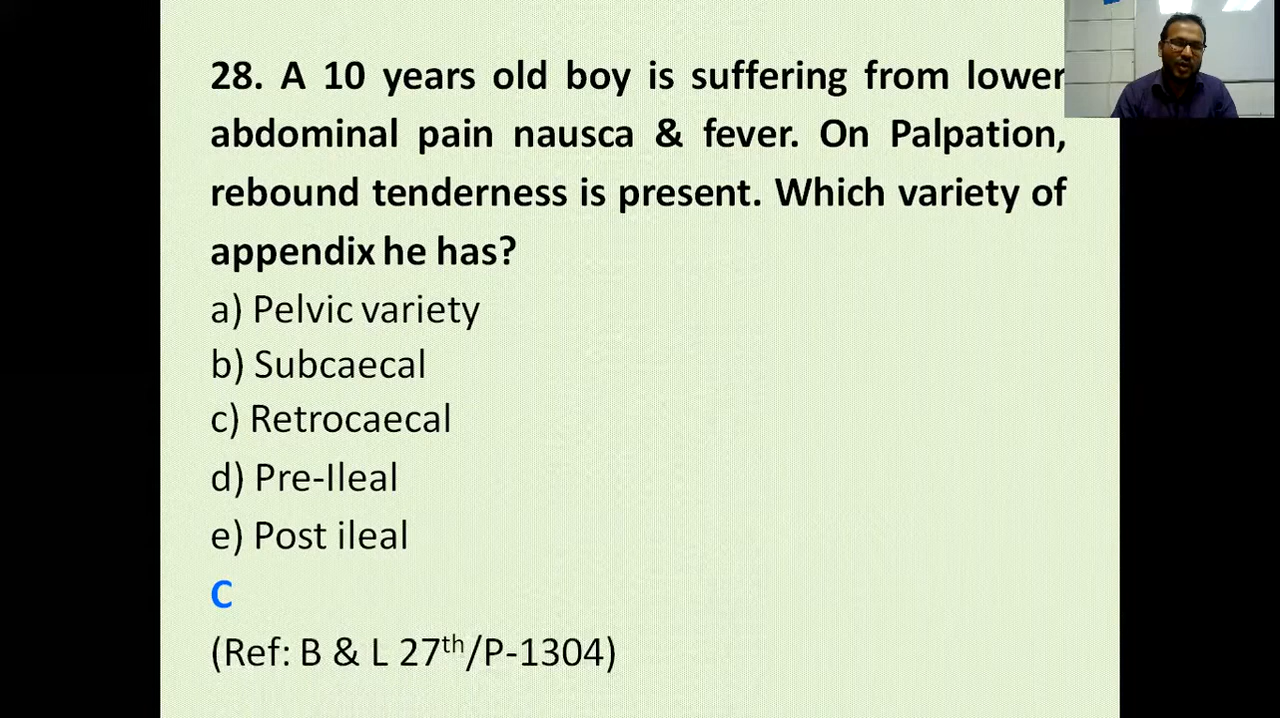 28. A 10 years old boy is suffering from lower
abdominal pain nausca & fever. On Palpation,
rebound tenderness is present. Which variety of
appendix he has?
a) Pelvic variety
b) Subcaecal
c) Retrocaecal
d) Pre-Ileal
e) Post ileal
C
(Ref: B & L 27th/P-1304)